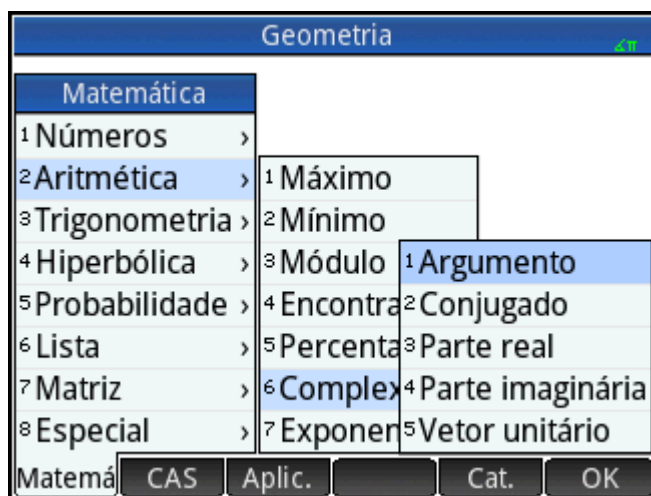 Geometria
∡π
Matemática
1 Números ›
2 Aritmética ›
3 Trigonometria ›
4 Hiperbólica ›
5 Probabilidade ›
6 Lista ›
7 Matriz ›
8 Especial ›
1 Máximo
2 Mínimo
3 Módulo
4 Encontra
5 Percenta
6 Complex
7 Exponen
1 Argumento
2 Conjugado
3 Parte real
4 Parte imaginária
5 Vetor unitário
Matemá CAS Aplic. Cat. OK